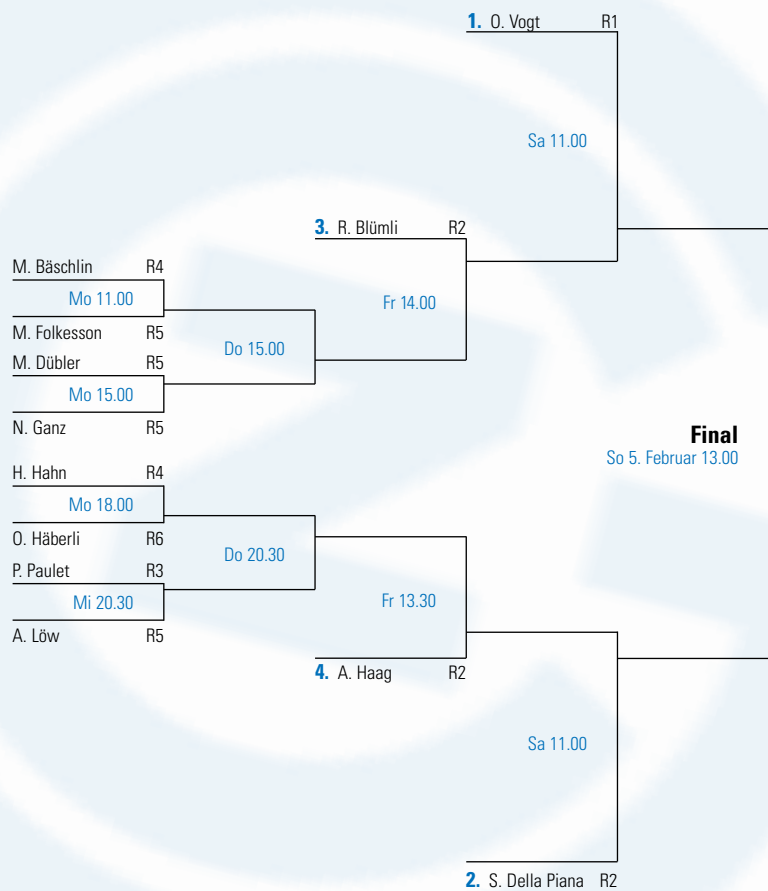 1. O. Vogt R1
Sa 11.00
3. R. Blümli R2
M. Bäschlin R4
Mo 11.00
Fr 14.00
M. Folkesson R5
Do 15.00
M. Dübler R5
Mo 15.00
N. Ganz R5
Final
So 5. Februar 13.00
H. Hahn R4
Mo 18.00
O. Häberli R6
Do 20.30
P. Paulet R3
Mi 20.30
Fr 13.30
A. Löw R5
4. A. Haag R2
Sa 11.00
2. S. Della Piana R2